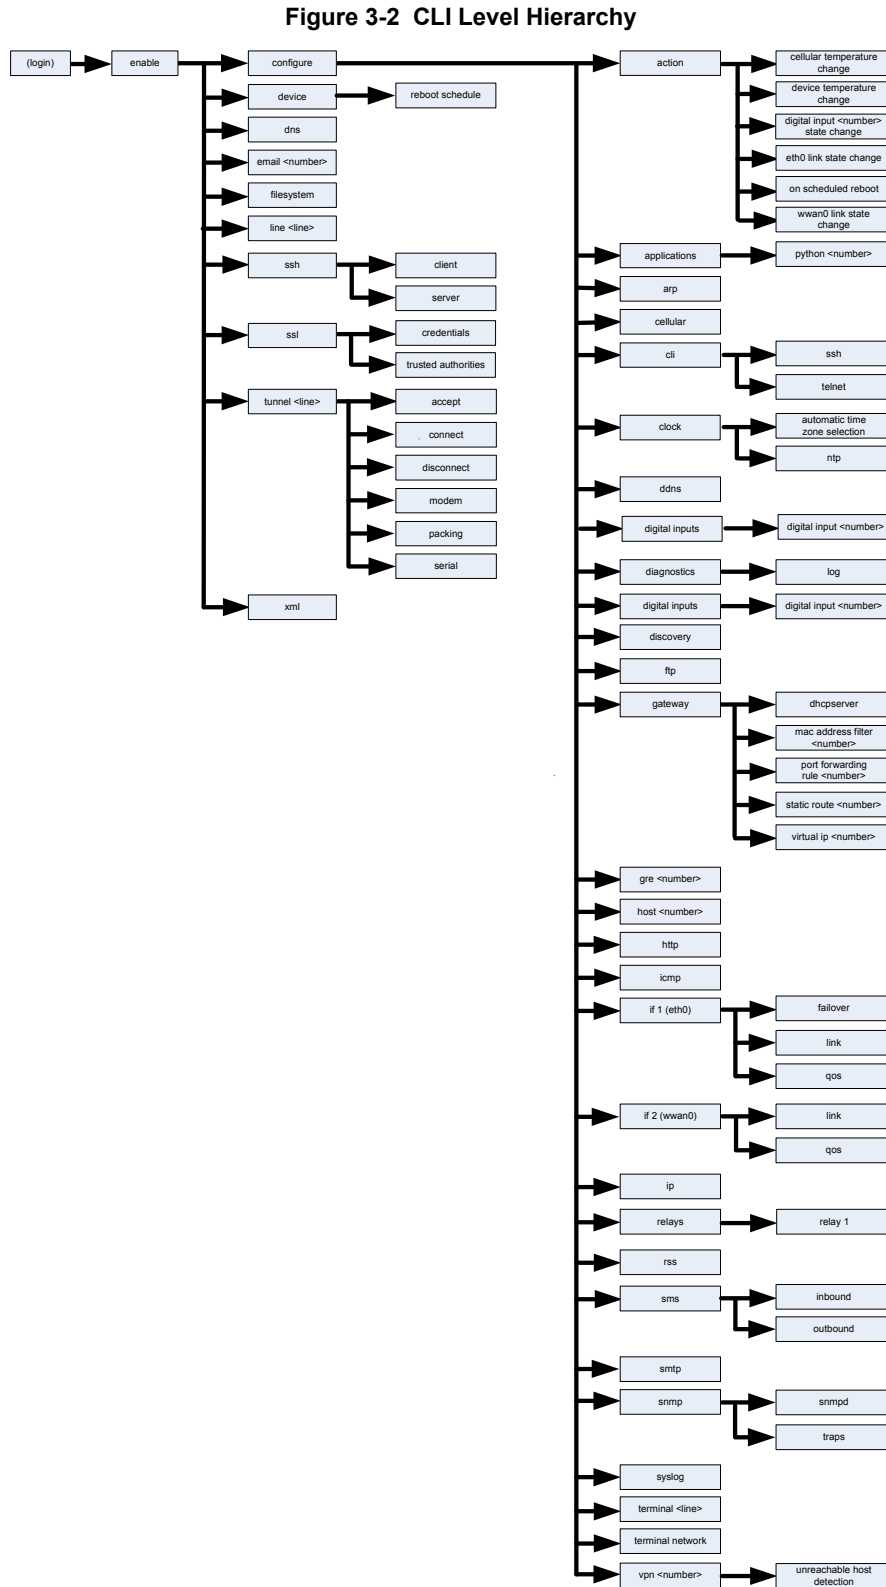 Figure 3-2  CLI Level Hierarchy
(login)
enable
configure
device
reboot schedule
dns
email <number>
filesystem
line <line>
ssh
client
server
ssl
credentials
trusted authorities
tunnel <line>
accept
connect
disconnect
modem
packing
serial
xml
action
cellular temperature
change
device temperature
change
digital input <number>
state change
eth0 link state change
on scheduled reboot
wwan0 link state
change
applications
python <number>
arp
cellular
cli
ssh
telnet
clock
automatic time
zone selection
ntp
ddns
digital inputs
digital input <number>
diagnostics
log
digital inputs
digital input <number>
discovery
ftp
gateway
dhcpserver
mac address filter
<number>
port forwarding
rule <number>
static route <number>
virtual ip <number>
gre <number>
host <number>
http
icmp
if 1 (eth0)
failover
link
qos
if 2 (wwan0)
link
qos
ip
relays
relay 1
rss
sms
inbound
outbound
smtp
snmp
snmpd
traps
syslog
terminal <line>
terminal network
vpn <number>
unreachable host
detection